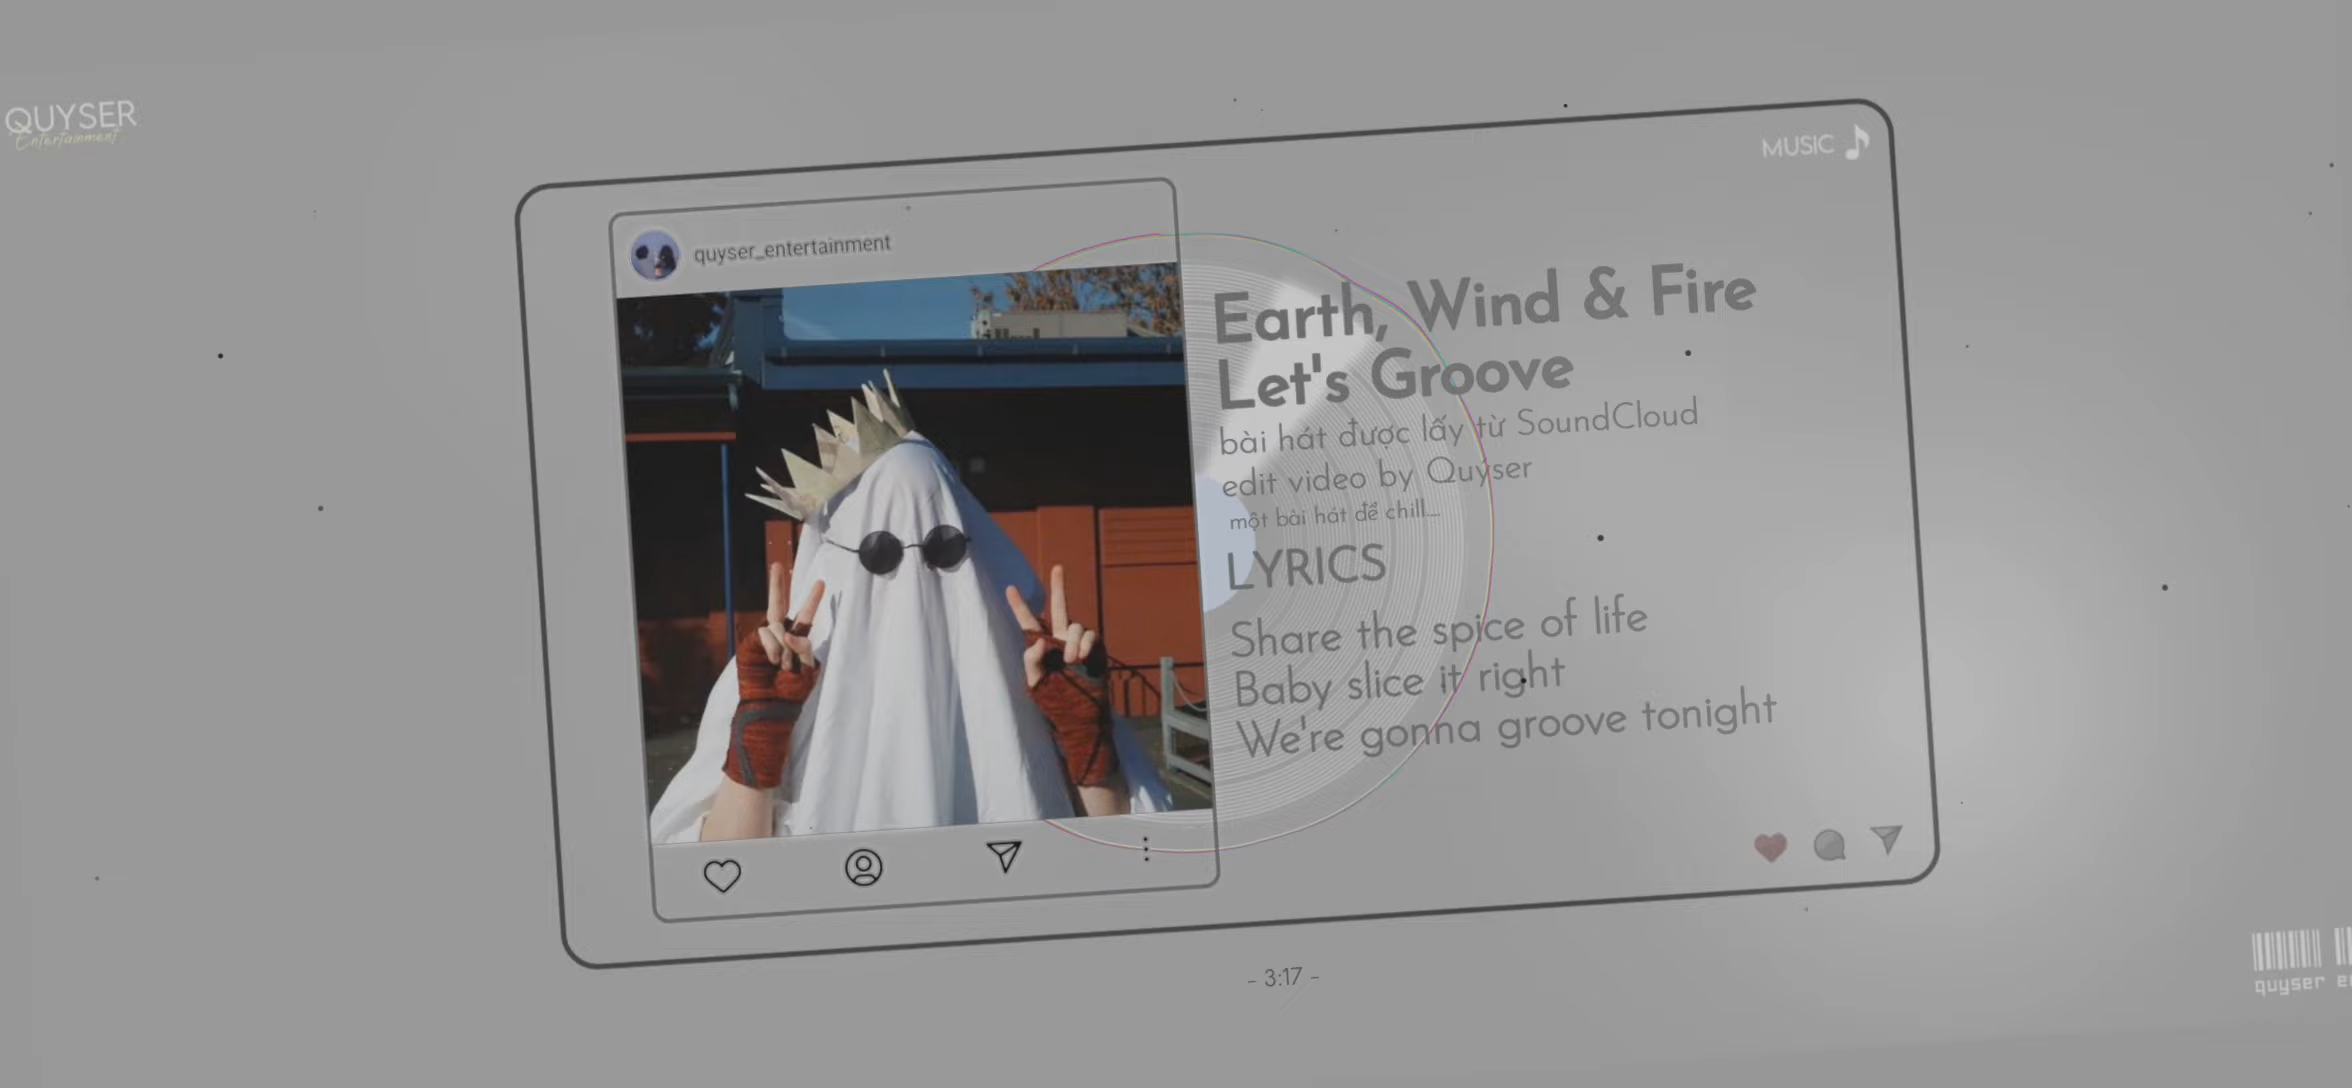 QUYSER
Entertainment
MUSIC
quyser_entertainment
Earth, Wind & Fire
Let's Groove
bài hát được lấy từ SoundCloud
edit video by Quyser
một bài hát để chill....
LYRICS
Share the spice of life
Baby slice it right
We're gonna groove tonight
- 3:17 -
quyser